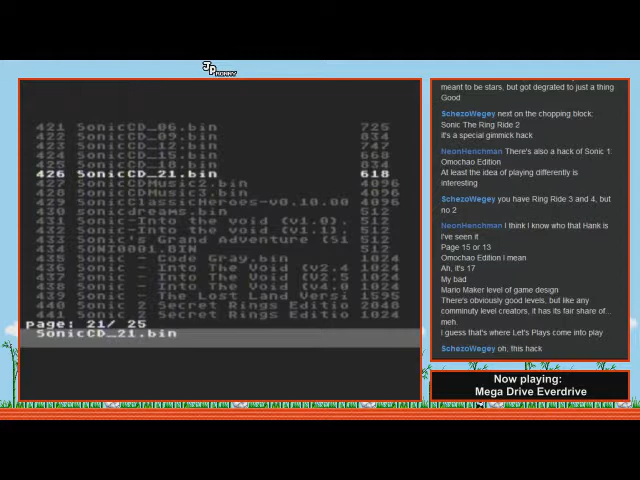 JP
RONNY
421 SonicCD_06.bin 725
422 SonicCD_09.bin 834
423 SonicCD_12.bin 747
424 SonicCD_15.bin 668
425 SonicCD_18.bin 834
426 SonicCD_21.bin 618
427 SonicCDMusic2.bin 4096
428 SonicCDMusic3.bin 4096
429 SonicClassicHeroes-v0.10.00 4096
430 sonicdreams.bin 512
431 Sonic-Into the void (v1.0). 512
432 Sonic-Into the void (v1.1). 512
433 Sonic's Grand Adventure (Si 512
434 SONI0001.BIN 512
435 Sonic - Code Gray.bin 1024
436 Sonic - Into The Void (v2.4 1024
437 Sonic - Into The Void (v2.5 1024
438 Sonic - Into The Void (v2.6 1024
439 Sonic - The Lost Land Versi 1595
440 Sonic 2 Secret Rings Editio 2048
441 Sonic 2 Secret Rings Editio 1024
page: 21/ 25
SonicCD_21.bin
meant to be stars, but got degrated to just a thing
Good
SchezoWegey next on the chopping block:
Sonic The Ring Ride 2
it's a special gimmick hack
NeonHenchman There's also a hack of Sonic 1:
Omochao Edition
At least the idea of playing differently is
interesting
SchezoWegey you have Ring Ride 3 and 4, but
no 2
NeonHenchman I think I know who that Hank is
I've seen it
Page 15 or 13
Omochao Edition I mean
Ah, it's 17
My bad
Mario Maker level of game design
There's obviously good levels, but like any
comminuty level creators, it has its fair share of...
meh.
I guess that's where Let's Plays come into play
SchezoWegey oh, this hack
Now playing:
Mega Drive Everdrive